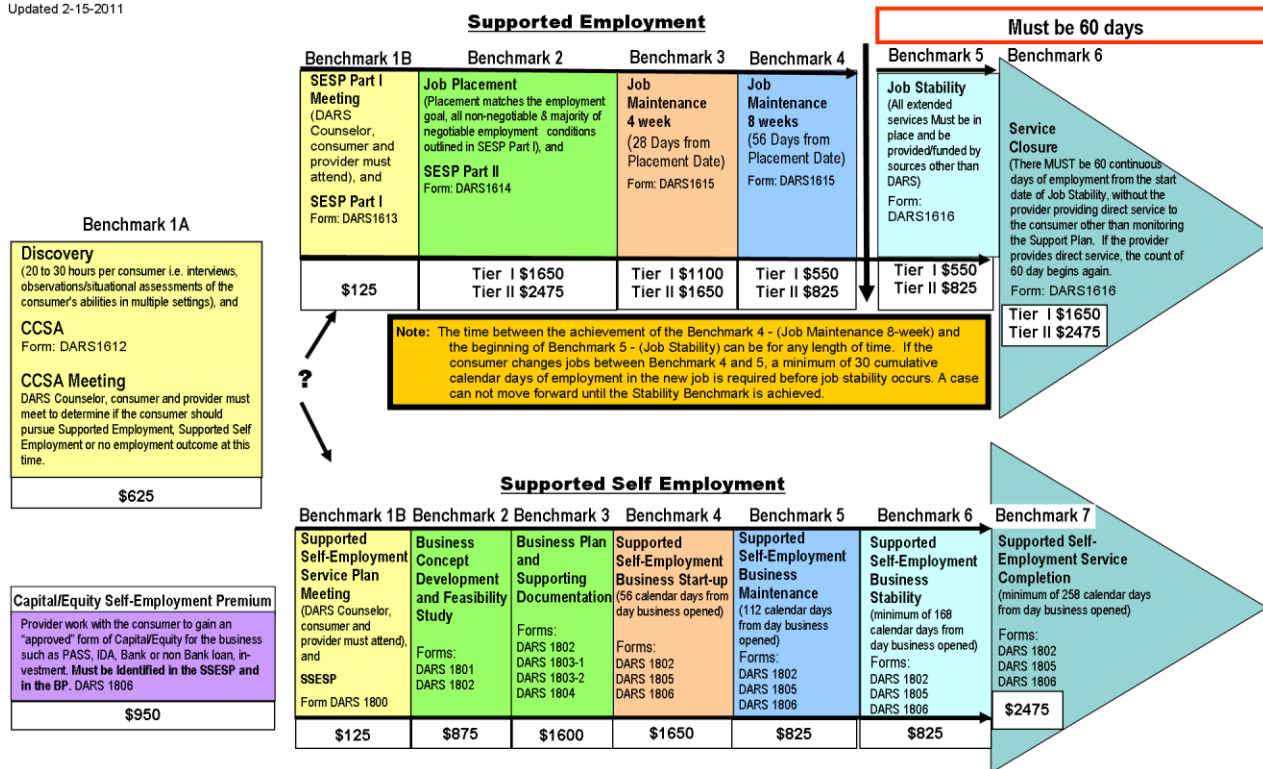 Updated 2-15-2011
Supported Employment
Must be 60 days
Benchmark 1B
Benchmark 2
Benchmark 3
Benchmark 4
Benchmark 5
Benchmark 6
SESP Part I
Meeting
(DARS
Counselor,
consumer and
provider must
attend), and
SESP Part I
Form: DARS1613
$125
Job Placement
(Placement matches the employment
goal, all non-negotiable & majority of
negotiable employment conditions
outlined in SESP Part I), and
SESP Part II
Form: DARS1614
Tier I $1650
Tier II $2475
Job
Maintenance
4 week
(28 Days from
Placement Date)
Form: DARS1615
Tier I $1100
Tier II $1650
Job
Maintenance
8 weeks
(56 Days from
Placement Date)
Form: DARS1615
Tier I $550
Tier II $825
Job Stability
(All extended
services Must be in
place and be
provided/funded by
sources other than
DARS)
Form:
DARS1616
Tier I $550
Tier II $825
Service
Closure
(There MUST be 60 continuous
days of employment from the start
date of Job Stability, without the
provider providing direct service to
the consumer other than monitoring
the Support Plan. If the provider
provides direct service, the count of
60 day begins again.
Form: DARS1616
Tier I $1650
Tier II $2475
Benchmark 1A
Discovery
(20 to 30 hours per consumer i.e. interviews,
observations/situational assessments of the
consumer's abilities in multiple settings), and
CCSA
Form: DARS1612
CCSA Meeting
DARS Counselor, consumer and provider must
meet to determine if the consumer should
pursue Supported Employment, Supported Self
Employment or no employment outcome at this
time.
$625
?
Note: The time between the achievement of the Benchmark 4 - (Job Maintenance 8-week) and
the beginning of Benchmark 5 - (Job Stability) can be for any length of time. If the
consumer changes jobs between Benchmark 4 and 5, a minimum of 30 cumulative
calendar days of employment in the new job is required before job stability occurs. A case
can not move forward until the Stability Benchmark is achieved.
Capital/Equity Self-Employment Premium
Provider work with the consumer to gain an
"approved" form of Capital/Equity for the business
such as PASS, IDA, Bank or non Bank loan, in-
vestment. Must be Identified in the SSESP and
in the BP. DARS 1806
$950
Supported Self Employment
Benchmark 1B
Benchmark 2
Benchmark 3
Benchmark 4
Benchmark 5
Benchmark 6
Benchmark 7
Supported
Self-Employment
Service Plan
Meeting
(DARS Counselor,
consumer and
provider must attend),
and
SSESP
Form DARS 1800
$125
Business
Concept
Development
and Feasibility
Study
Forms:
DARS 1801
DARS 1802
$875
Business Plan
and
Supporting
Documentation
Forms:
DARS 1802
DARS 1803-1
DARS 1803-2
DARS 1804
$1600
Supported
Self-Employment
Business Start-up
(56 calendar days from
day business opened)
Forms:
DARS 1802
DARS 1805
DARS 1806
$1650
Supported
Self-Employment
Business
Maintenance
(112 calendar days
from day business
opened)
Forms:
DARS 1802
DARS 1805
DARS 1806
$825
Supported
Self-Employment
Business
Stability
(minimum of 168
calendar days from
day business opened)
Forms:
DARS 1802
DARS 1805
DARS 1806
$825
Supported Self-
Employment Service
Completion
(minimum of 258 calendar days
from day business opened)
Forms:
DARS 1802
DARS 1805
DARS 1806
$2475